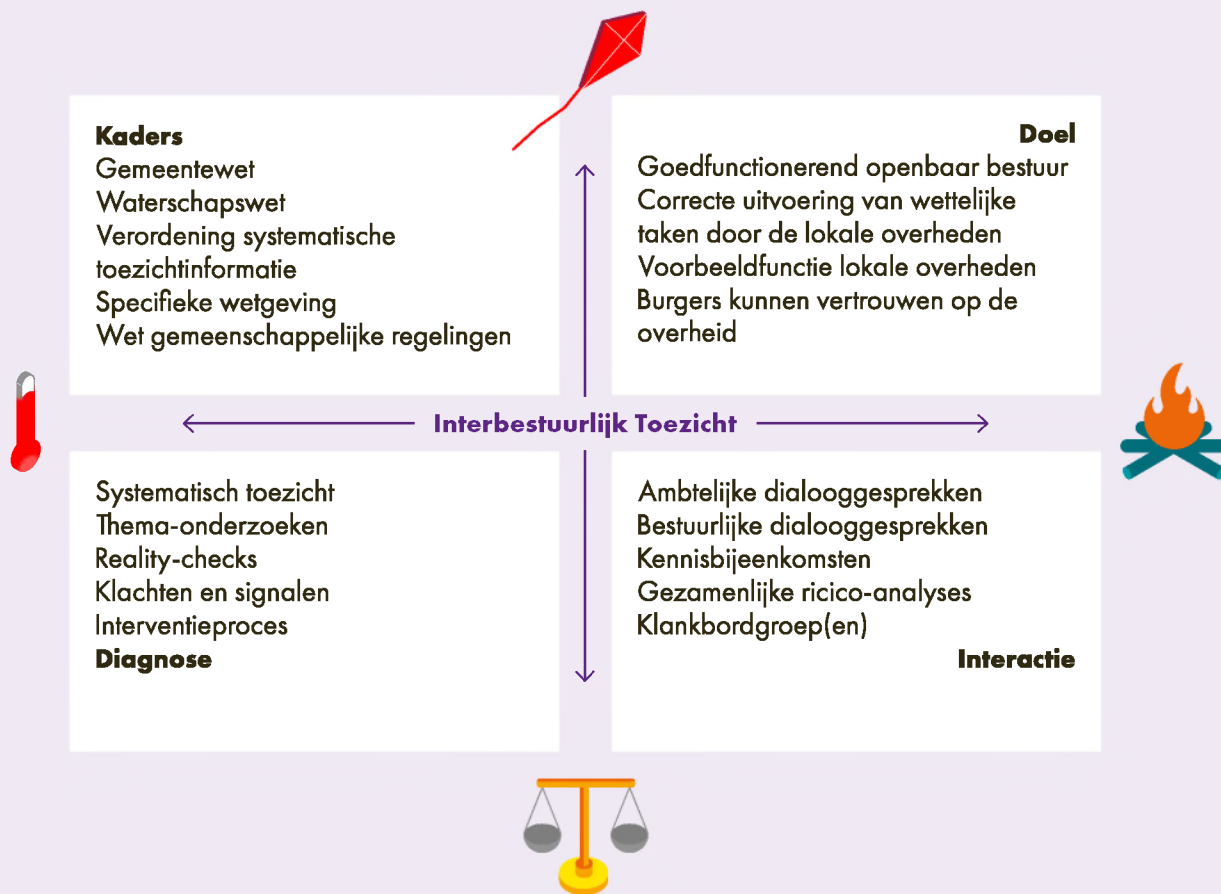 Kaders
Gemeentewet
Waterschapswet
Verordening systematische
toezichtinformatie
Specifieke wetgeving
Wet gemeenschappelijke regelingen
Doel
Goedfunctionerend openbaar bestuur
Correcte uitvoering van wettelijke
taken door de lokale overheden
Voorbeeldfunctie lokale overheden
Burgers kunnen vertrouwen op de
overheid
Interbestuurlijk Toezicht
Systematisch toezicht
Thema-onderzoeken
Reality-checks
Klachten en signalen
Interventieproces
Diagnose
Ambtelijke dialooggesprekken
Bestuurlijke dialooggesprekken
Kennisbijeenkomsten
Gezamenlijke ricico-analyses
Klankbordgroep(en)
Interactie